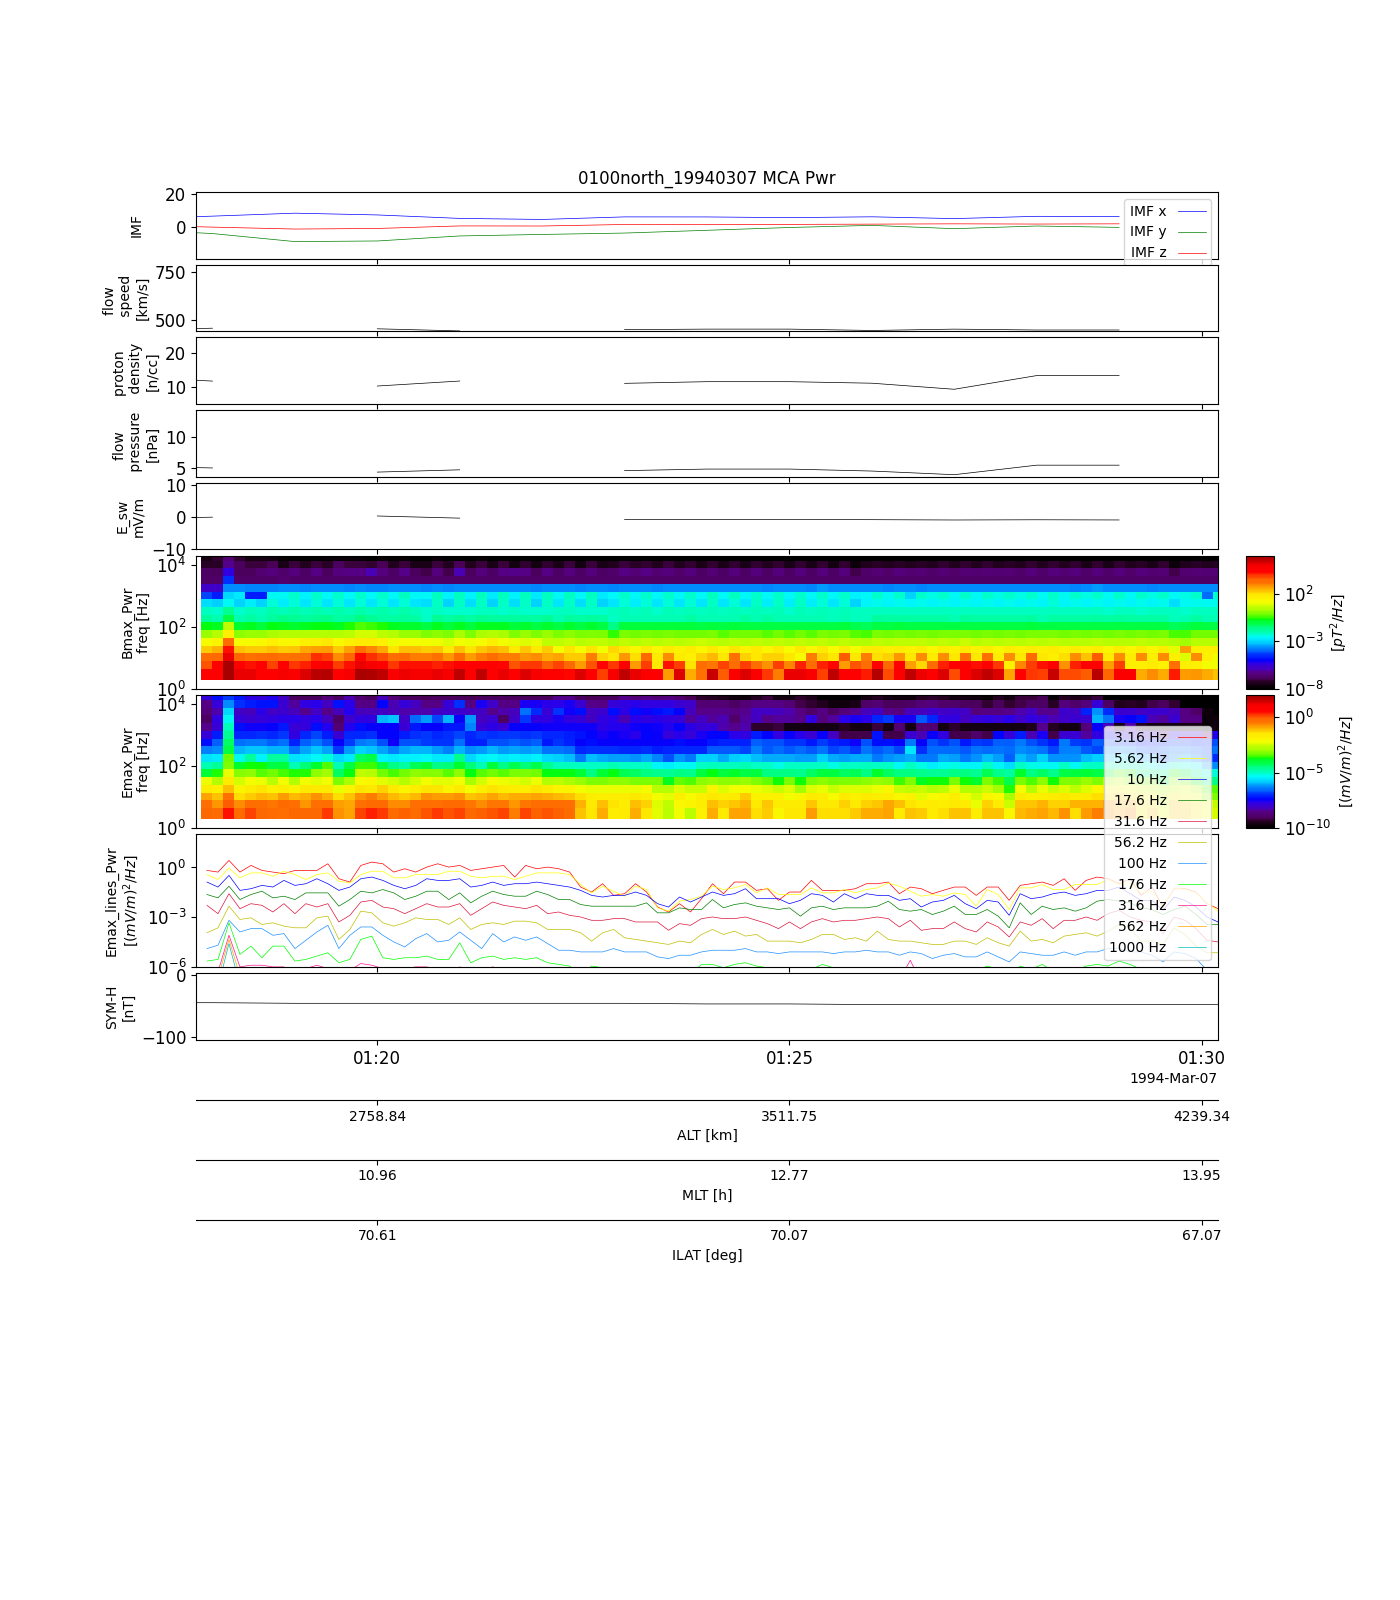 0100north_19940307 MCA Pwr
20
0
IMF
IMF x
IMF y
IMF z
750
500
flow
speed
[km/s]
20
10
proton
density
[n/cc]
10
5
flow
pressure
[nPa]
10
0
−10
E_sw
mV/m
10^4
10^2
10^0
Bmax_Pwr
freq [Hz]
10^2
10^−3
10^−8
[pT^2/Hz]
10^4
10^2
10^0
Emax_Pwr
freq [Hz]
10^0
10^−5
10^−10
[(mV/m)^2/Hz]
3.16 Hz
5.62 Hz
10 Hz
17.6 Hz
31.6 Hz
56.2 Hz
100 Hz
176 Hz
316 Hz
562 Hz
1000 Hz
10^0
10^−3
10^−6
Emax_lines_Pwr
[(mV/m)^2/Hz]
0
−100
SYM-H
[nT]
01:20 01:25 01:30
1994-Mar-07
2758.84 3511.75 4239.34
ALT [km]
10.96 12.77 13.95
MLT [h]
70.61 70.07 67.07
ILAT [deg]